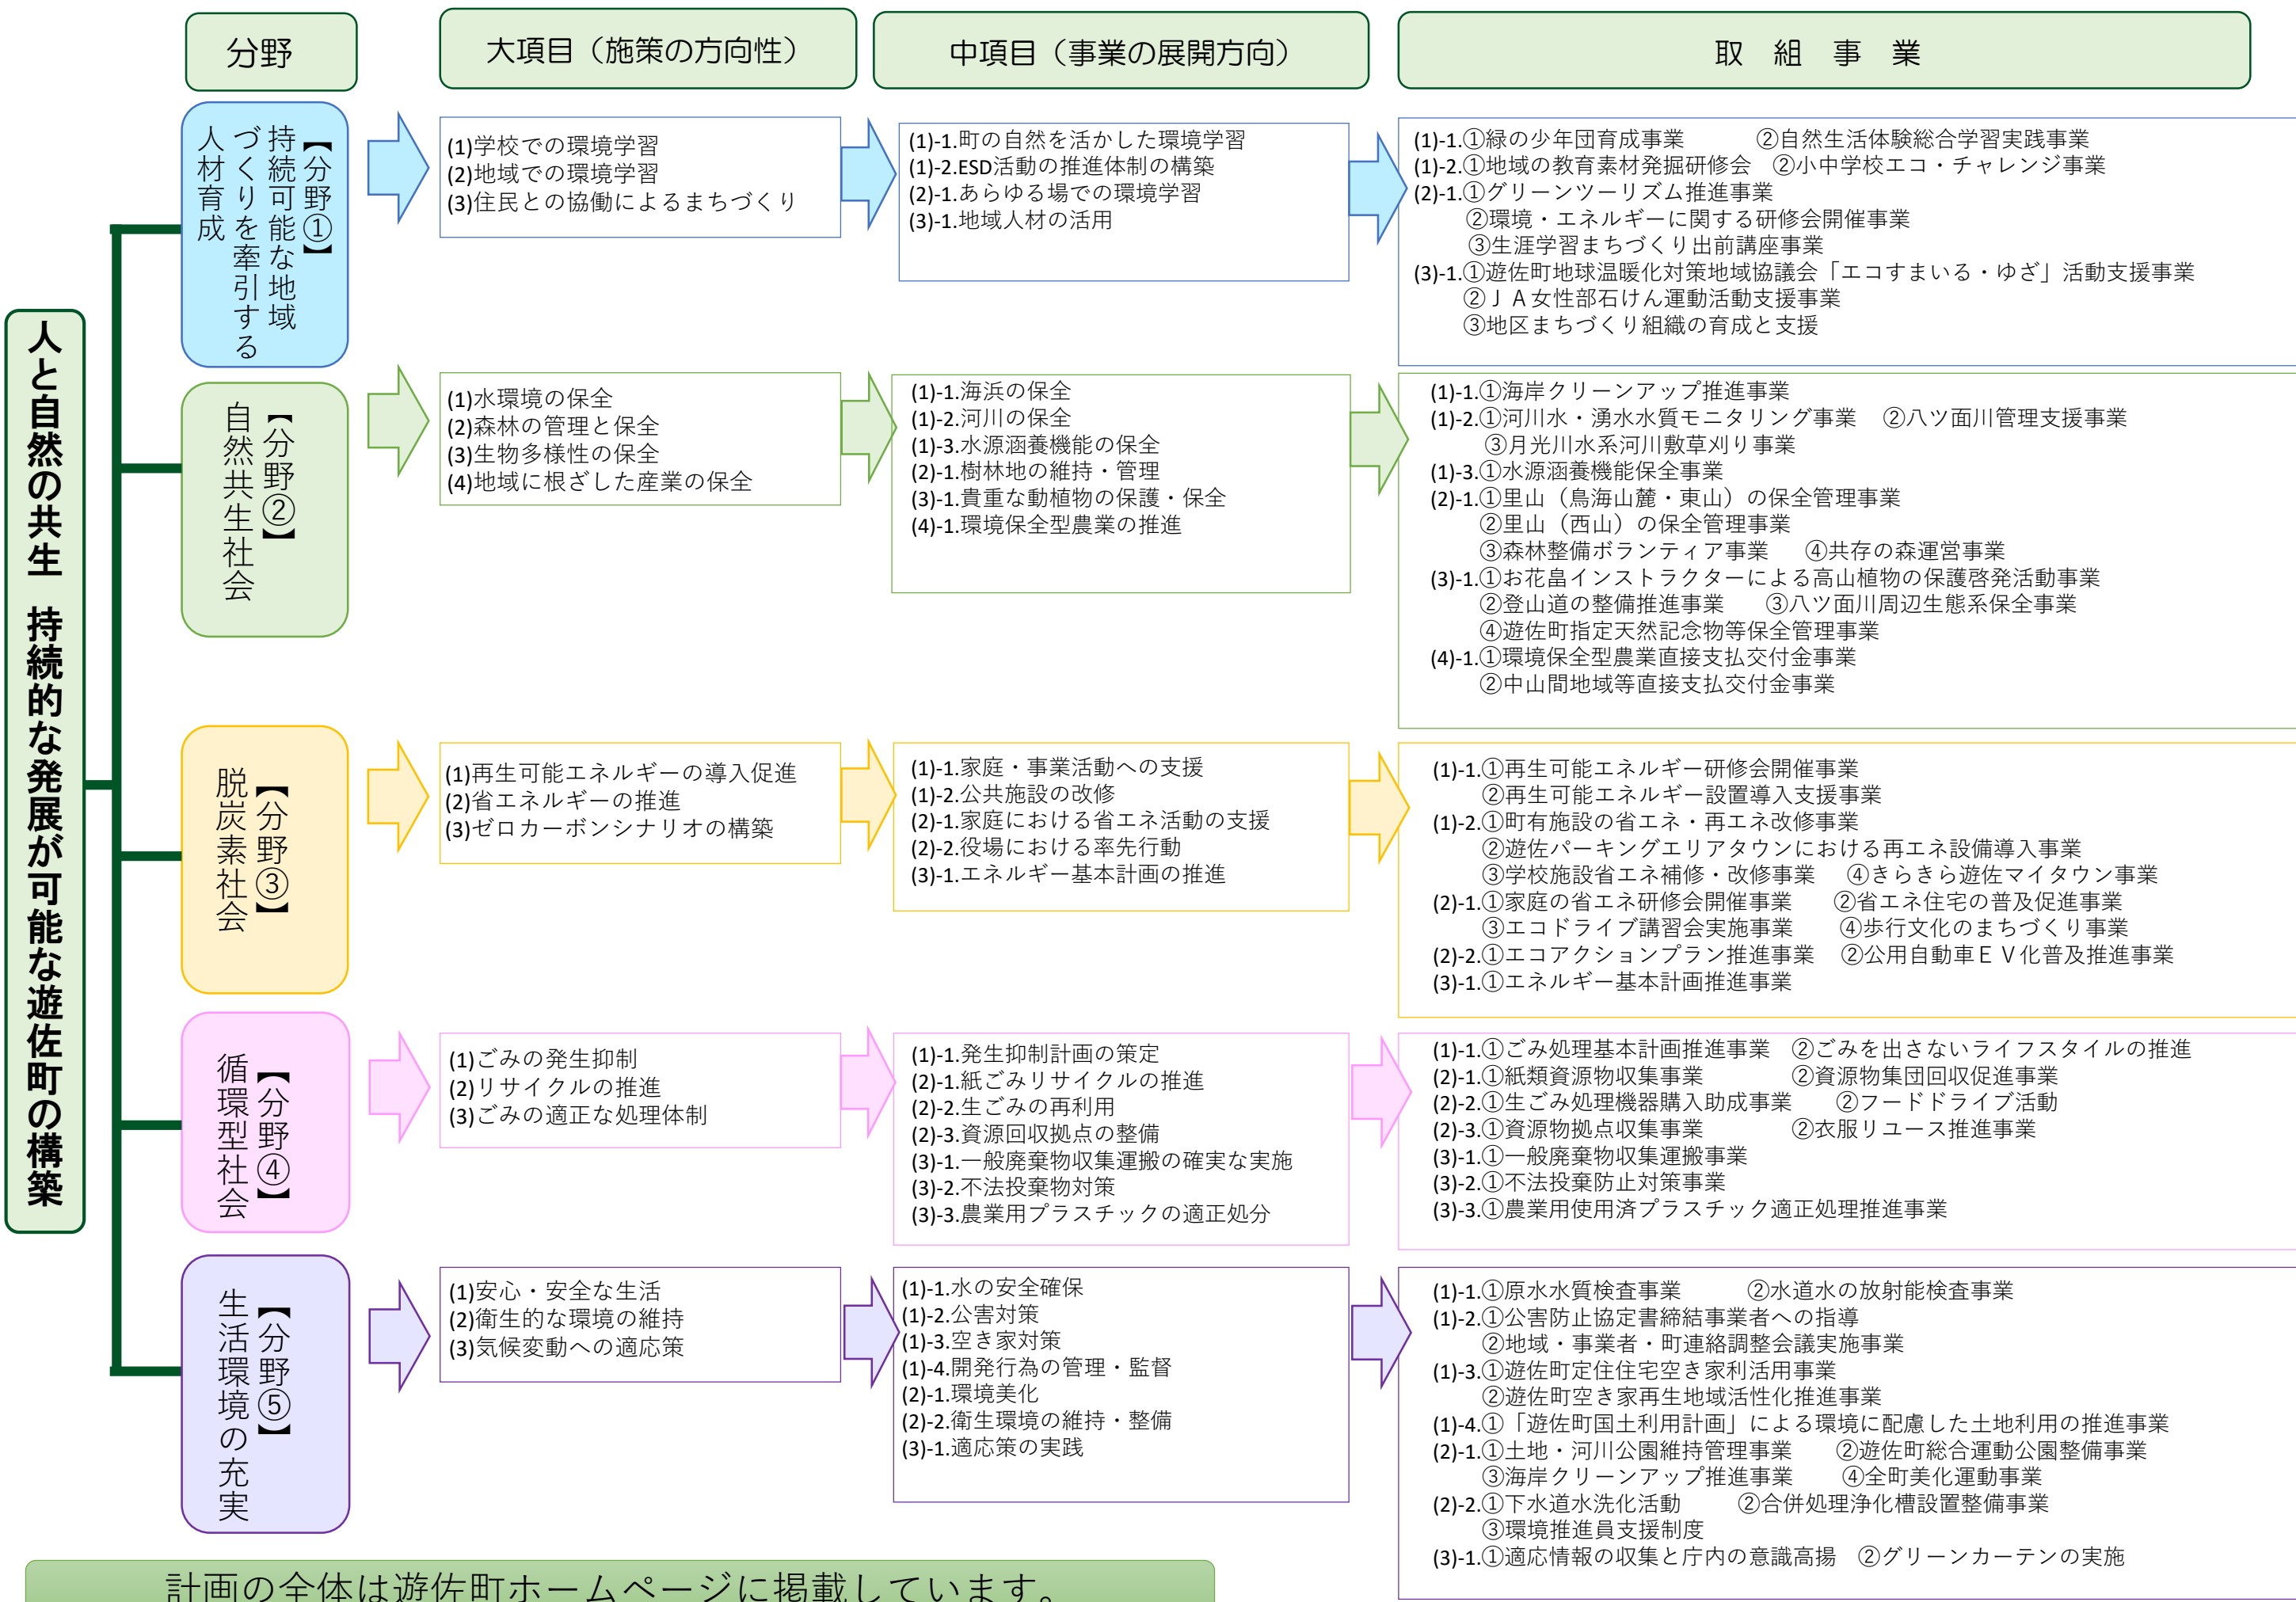 分野
大項目（施策の方向性）
中項目（事業の展開方向）
取 組 事 業
人と自然の共生 持続的な発展が可能な遊佐町の構築
【分野①】
持続可能な地域
づくりを牽引する
人材育成
(1)学校での環境学習
(2)地域での環境学習
(3)住民との協働によるまちづくり
(1)-1.町の自然を活かした環境学習
(1)-2.ESD活動の推進体制の構築
(2)-1.あらゆる場での環境学習
(3)-1.地域人材の活用
(1)-1.①緑の少年団育成事業 ②自然生活体験総合学習実践事業
(1)-2.①地域の教育素材発掘研修会 ②小中学校エコ・チャレンジ事業
(2)-1.①グリーンツーリズム推進事業
②環境・エネルギーに関する研修会開催事業
③生涯学習まちづくり出前講座事業
(3)-1.①遊佐町地球温暖化対策地域協議会「エコすまいる・ゆざ」活動支援事業
②ＪＡ女性部石けん運動活動支援事業
③地区まちづくり組織の育成と支援
【分野②】
自然共生社会
(1)水環境の保全
(2)森林の管理と保全
(3)生物多様性の保全
(4)地域に根ざした産業の保全
(1)-1.海浜の保全
(1)-2.河川の保全
(1)-3.水源涵養機能の保全
(2)-1.樹林地の維持・管理
(3)-1.貴重な動植物の保護・保全
(4)-1.環境保全型農業の推進
(1)-1.①海岸クリーンアップ推進事業
(1)-2.①河川水・湧水水質モニタリング事業 ②八ツ面川管理支援事業
③月光川水系河川敷草刈り事業
(1)-3.①水源涵養機能保全事業
(2)-1.①里山（鳥海山麓・東山）の保全管理事業
②里山（西山）の保全管理事業
③森林整備ボランティア事業 ④共存の森運営事業
(3)-1.①お花畠インストラクターによる高山植物の保護啓発活動事業
②登山道の整備推進事業 ③八ツ面川周辺生態系保全事業
④遊佐町指定天然記念物等保全管理事業
(4)-1.①環境保全型農業直接支払交付金事業
②中山間地域等直接支払交付金事業
【分野③】
脱炭素社会
(1)再生可能エネルギーの導入促進
(2)省エネルギーの推進
(3)ゼロカーボンシナリオの構築
(1)-1.家庭・事業活動への支援
(1)-2.公共施設の改修
(2)-1.家庭における省エネ活動の支援
(2)-2.役場における率先行動
(3)-1.エネルギー基本計画の推進
(1)-1.①再生可能エネルギー研修会開催事業
②再生可能エネルギー設置導入支援事業
(1)-2.①町有施設の省エネ・再エネ改修事業
②遊佐パーキングエリアタウンにおける再エネ設備導入事業
③学校施設省エネ補修・改修事業 ④きらきら遊佐マイタウン事業
(2)-1.①家庭の省エネ研修会開催事業 ②省エネ住宅の普及促進事業
③エコドライブ講習会実施事業 ④歩行文化のまちづくり事業
(2)-2.①エコアクションプラン推進事業 ②公用自動車ＥＶ化普及推進事業
(3)-1.①エネルギー基本計画推進事業
【分野④】
循環型社会
(1)ごみの発生抑制
(2)リサイクルの推進
(3)ごみの適正な処理体制
(1)-1.発生抑制計画の策定
(2)-1.紙ごみリサイクルの推進
(2)-2.生ごみの再利用
(2)-3.資源回収拠点の整備
(3)-1.一般廃棄物収集運搬の確実な実施
(3)-2.不法投棄物対策
(3)-3.農業用プラスチックの適正処分
(1)-1.①ごみ処理基本計画推進事業 ②ごみを出さないライフスタイルの推進
(2)-1.①紙類資源物収集事業 ②資源物集団回収促進事業
(2)-2.①生ごみ処理機器購入助成事業 ②フードドライブ活動
(2)-3.①資源物拠点収集事業 ②衣服リユース推進事業
(3)-1.①一般廃棄物収集運搬事業
(3)-2.①不法投棄防止対策事業
(3)-3.①農業用使用済プラスチック適正処理推進事業
【分野⑤】
生活環境の充実
(1)安心・安全な生活
(2)衛生的な環境の維持
(3)気候変動への適応策
(1)-1.水の安全確保
(1)-2.公害対策
(1)-3.空き家対策
(1)-4.開発行為の管理・監督
(2)-1.環境美化
(2)-2.衛生環境の維持・整備
(3)-1.適応策の実践
(1)-1.①原水水質検査事業 ②水道水の放射能検査事業
(1)-2.①公害防止協定書締結事業者への指導
②地域・事業者・町連絡調整会議実施事業
(1)-3.①遊佐町定住住宅空き家利活用事業
②遊佐町空き家再生地域活性化推進事業
(1)-4.①「遊佐町国土利用計画」による環境に配慮した土地利用の推進事業
(2)-1.①土地・河川公園維持管理事業 ②遊佐町総合運動公園整備事業
③海岸クリーンアップ推進事業 ④全町美化運動事業
(2)-2.①下水道水洗化活動 ②合併処理浄化槽設置整備事業
③環境推進員支援制度
(3)-1.①適応情報の収集と庁内の意識高揚 ②グリーンカーテンの実施
計画の全体は遊佐町ホームページに掲載しています。